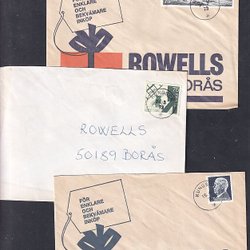 FÖR
ENKLARE
OCH
BEKVÄMARE
INKÖP
ROWELLS
BORÅS
ROWELLS
50189 BORÅS
FÖR
ENKLARE
OCH
BEKVÄMARE
INKÖP